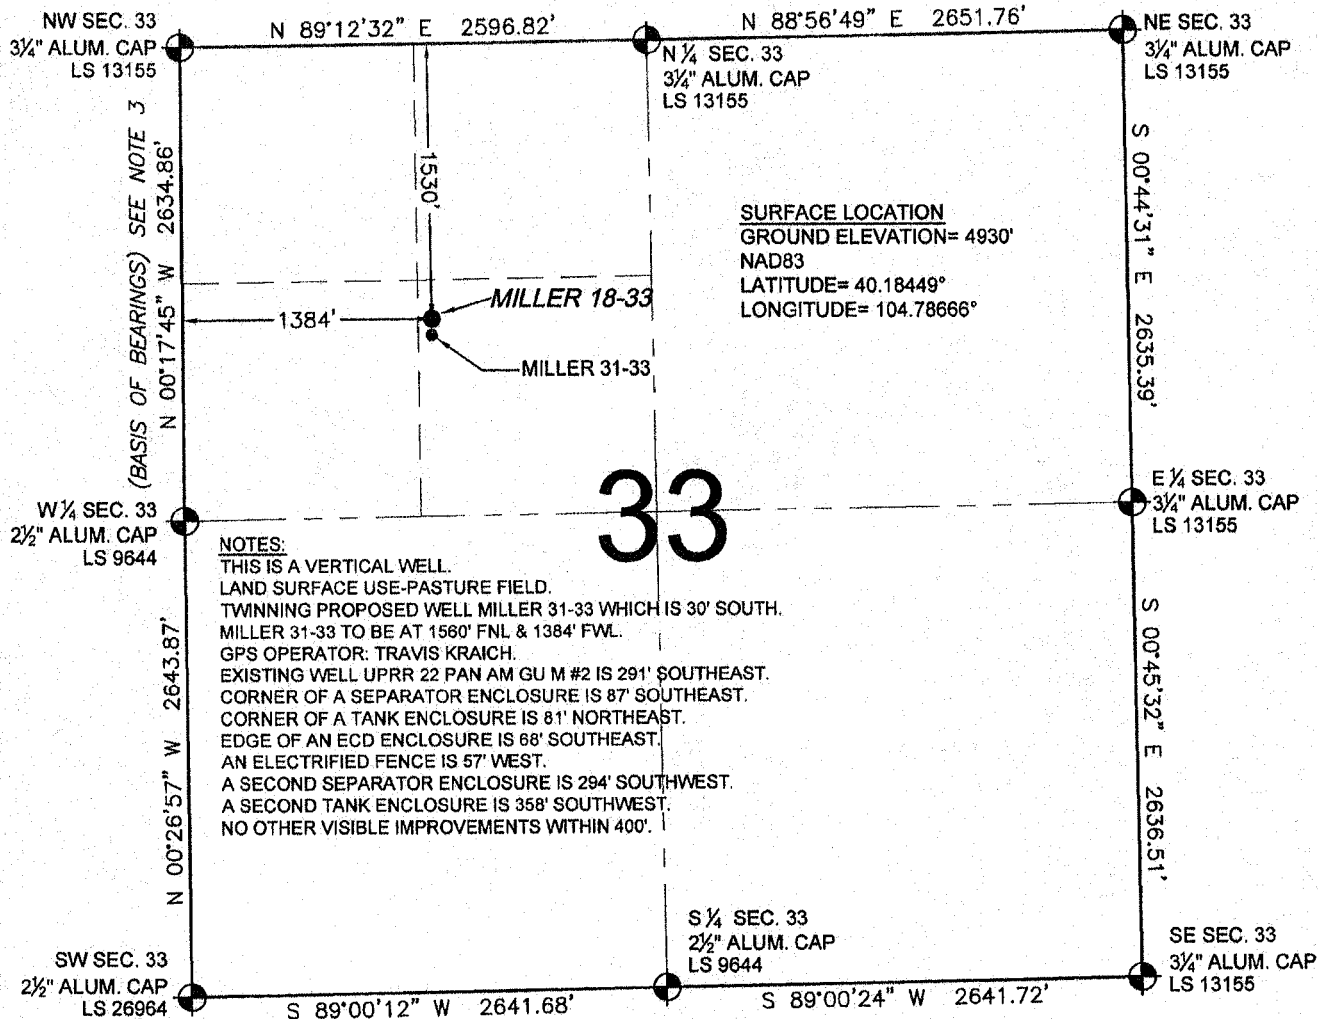 NW SEC. 33
3¼" ALUM. CAP
LS 13155
N 89°12'32" E 2596.82'
N ¼ SEC. 33
3¼" ALUM. CAP
LS 13155
N 88°56'49" E 2651.76'
NE SEC. 33
3¼" ALUM. CAP
LS 13155
(BASIS OF BEARINGS) SEE NOTE 3
N 00°17'45" W 2634.86'
1530'
1384'
MILLER 18-33
MILLER 31-33
SURFACE LOCATION
GROUND ELEVATION= 4930'
NAD83
LATITUDE= 40.18449°
LONGITUDE= 104.78666°
S 00°44'31" E 2635.39'
33
W ¼ SEC. 33
2½" ALUM. CAP
LS 9644
E ¼ SEC. 33
3¼" ALUM. CAP
LS 13155
NOTES:
THIS IS A VERTICAL WELL.
LAND SURFACE USE-PASTURE FIELD.
TWINNING PROPOSED WELL MILLER 31-33 WHICH IS 30' SOUTH.
MILLER 31-33 TO BE AT 1560' FNL & 1384' FWL.
GPS OPERATOR: TRAVIS KRAICH.
EXISTING WELL UPRR 22 PAN AM GU M #2 IS 291' SOUTHEAST.
CORNER OF A SEPARATOR ENCLOSURE IS 87' SOUTHEAST.
CORNER OF A TANK ENCLOSURE IS 81' NORTHEAST.
EDGE OF AN ECD ENCLOSURE IS 68' SOUTHEAST.
AN ELECTRIFIED FENCE IS 57' WEST.
A SECOND SEPARATOR ENCLOSURE IS 294' SOUTHWEST.
A SECOND TANK ENCLOSURE IS 358' SOUTHWEST.
NO OTHER VISIBLE IMPROVEMENTS WITHIN 400'.
N 00°26'57" W 2643.87'
S 00°45'32" E 2636.51'
SW SEC. 33
2½" ALUM. CAP
LS 26964
S 89°00'12" W 2641.68'
S ¼ SEC. 33
2½" ALUM. CAP
LS 9644
S 89°00'24" W 2641.72'
SE SEC. 33
3¼" ALUM. CAP
LS 13155